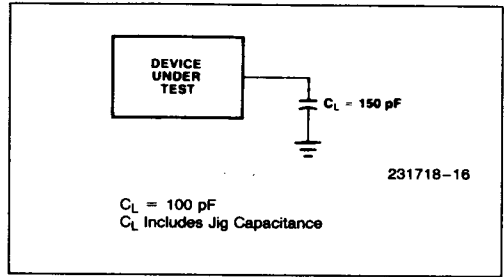 DEVICE
UNDER
TEST
C_L = 150 pF
231718–16
C_L = 100 pF
C_L Includes Jig Capacitance